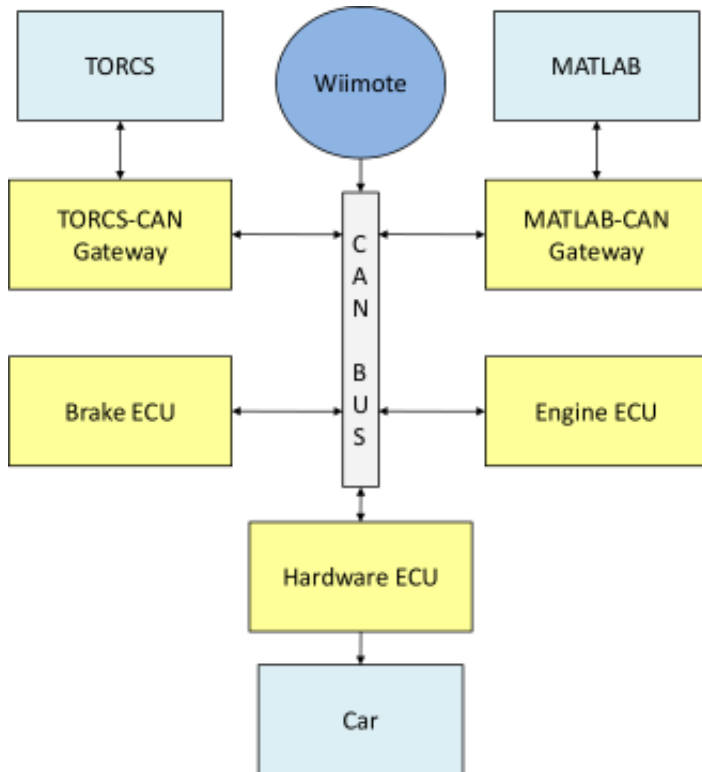 TORCS
Wiimote
MATLAB
TORCS-CAN
Gateway
MATLAB-CAN
Gateway
C
A
N
B
U
S
Brake ECU
Engine ECU
Hardware ECU
Car